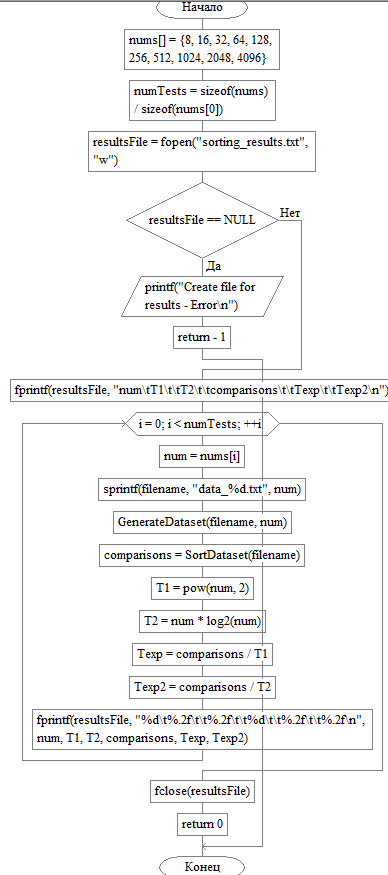 Начало
nums[] = {8, 16, 32, 64, 128,
256, 512, 1024, 2048, 4096}
numTests = sizeof(nums)
/ sizeof(nums[0])
resultsFile = fopen("sorting_results.txt",
"w")
resultsFile == NULL
Нет
Да
printf("Create file for
results - Error\n")
return - 1
fprintf(resultsFile, "num\tT1\t\tT2\t\tcomparisons\t\tTexp\t\tTexp2\n")
i = 0; i < numTests; ++i
num = nums[i]
sprintf(filename, "data_%d.txt", num)
GenerateDataset(filename, num)
comparisons = SortDataset(filename)
T1 = pow(num, 2)
T2 = num * log2(num)
Texp = comparisons / T1
Texp2 = comparisons / T2
fprintf(resultsFile, "%d\t%.2f\t\t%.2f\t\t%d\t\t%.2f\t\t%.2f\n",
num, T1, T2, comparisons, Texp, Texp2)
fclose(resultsFile)
return 0
Конец